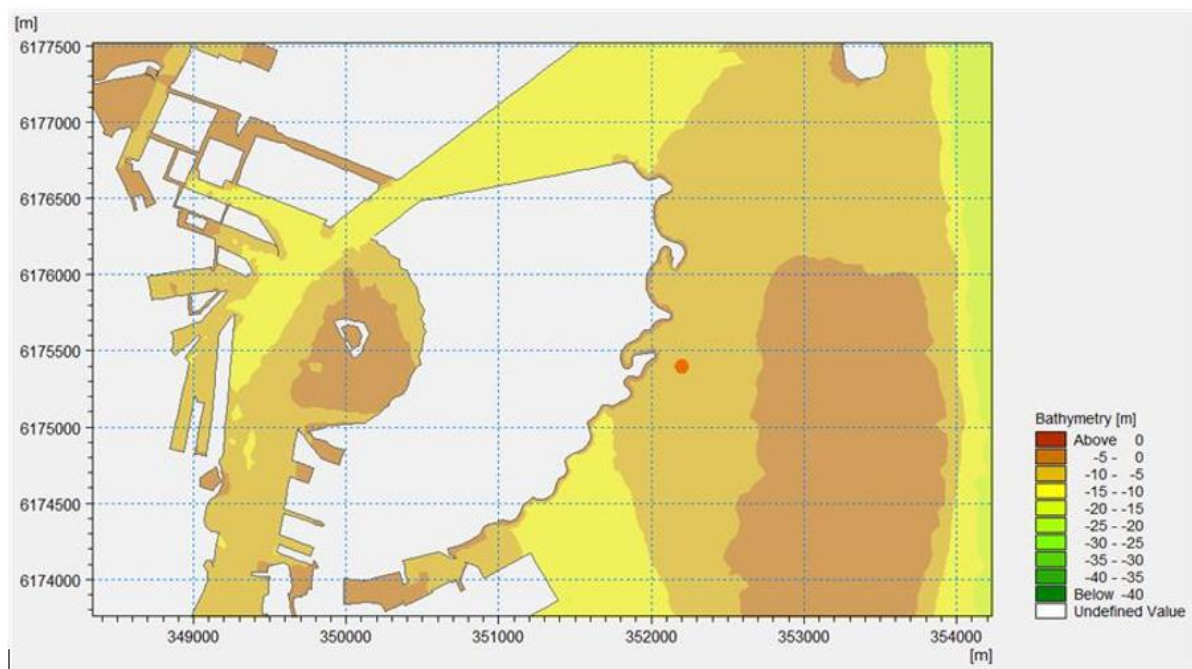 [m]
6177500
6177000
6176500
6176000
6175500
6175000
6174500
6174000
349000 350000 351000 352000 353000 354000
[m]
Bathymetry [m]
Above 0
-5 - 0
-10 - -5
-15 - -10
-20 - -15
-25 - -20
-30 - -25
-35 - -30
-40 - -35
Below -40
Undefined Value